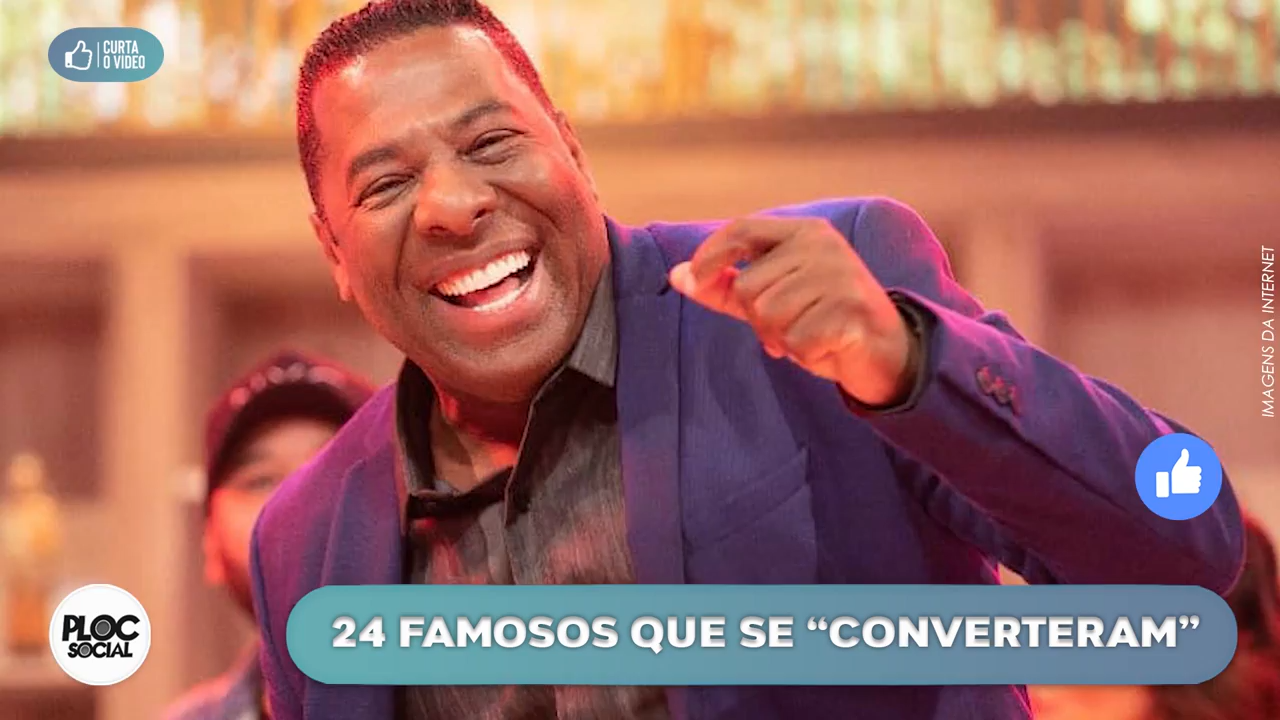 CURTA
O VIDEO
IMAGENS DA INTERNET
PLOC
SOCIAL
24 FAMOSOS QUE SE “CONVERTERAM”